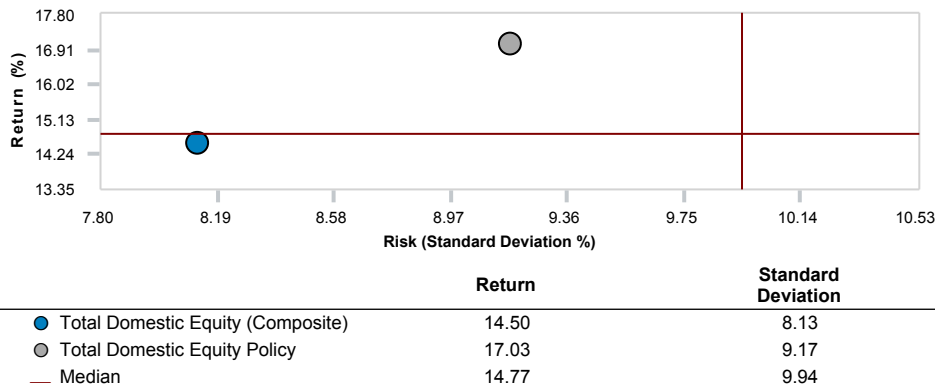 17.80
16.91
16.02
15.13
14.24
13.35
Return (%)
7.80 8.19 8.58 8.97 9.36 9.75 10.14 10.53
Risk (Standard Deviation %)
Return Standard
Deviation
Total Domestic Equity (Composite) 14.50 8.13
Total Domestic Equity Policy 17.03 9.17
Median 14.77 9.94